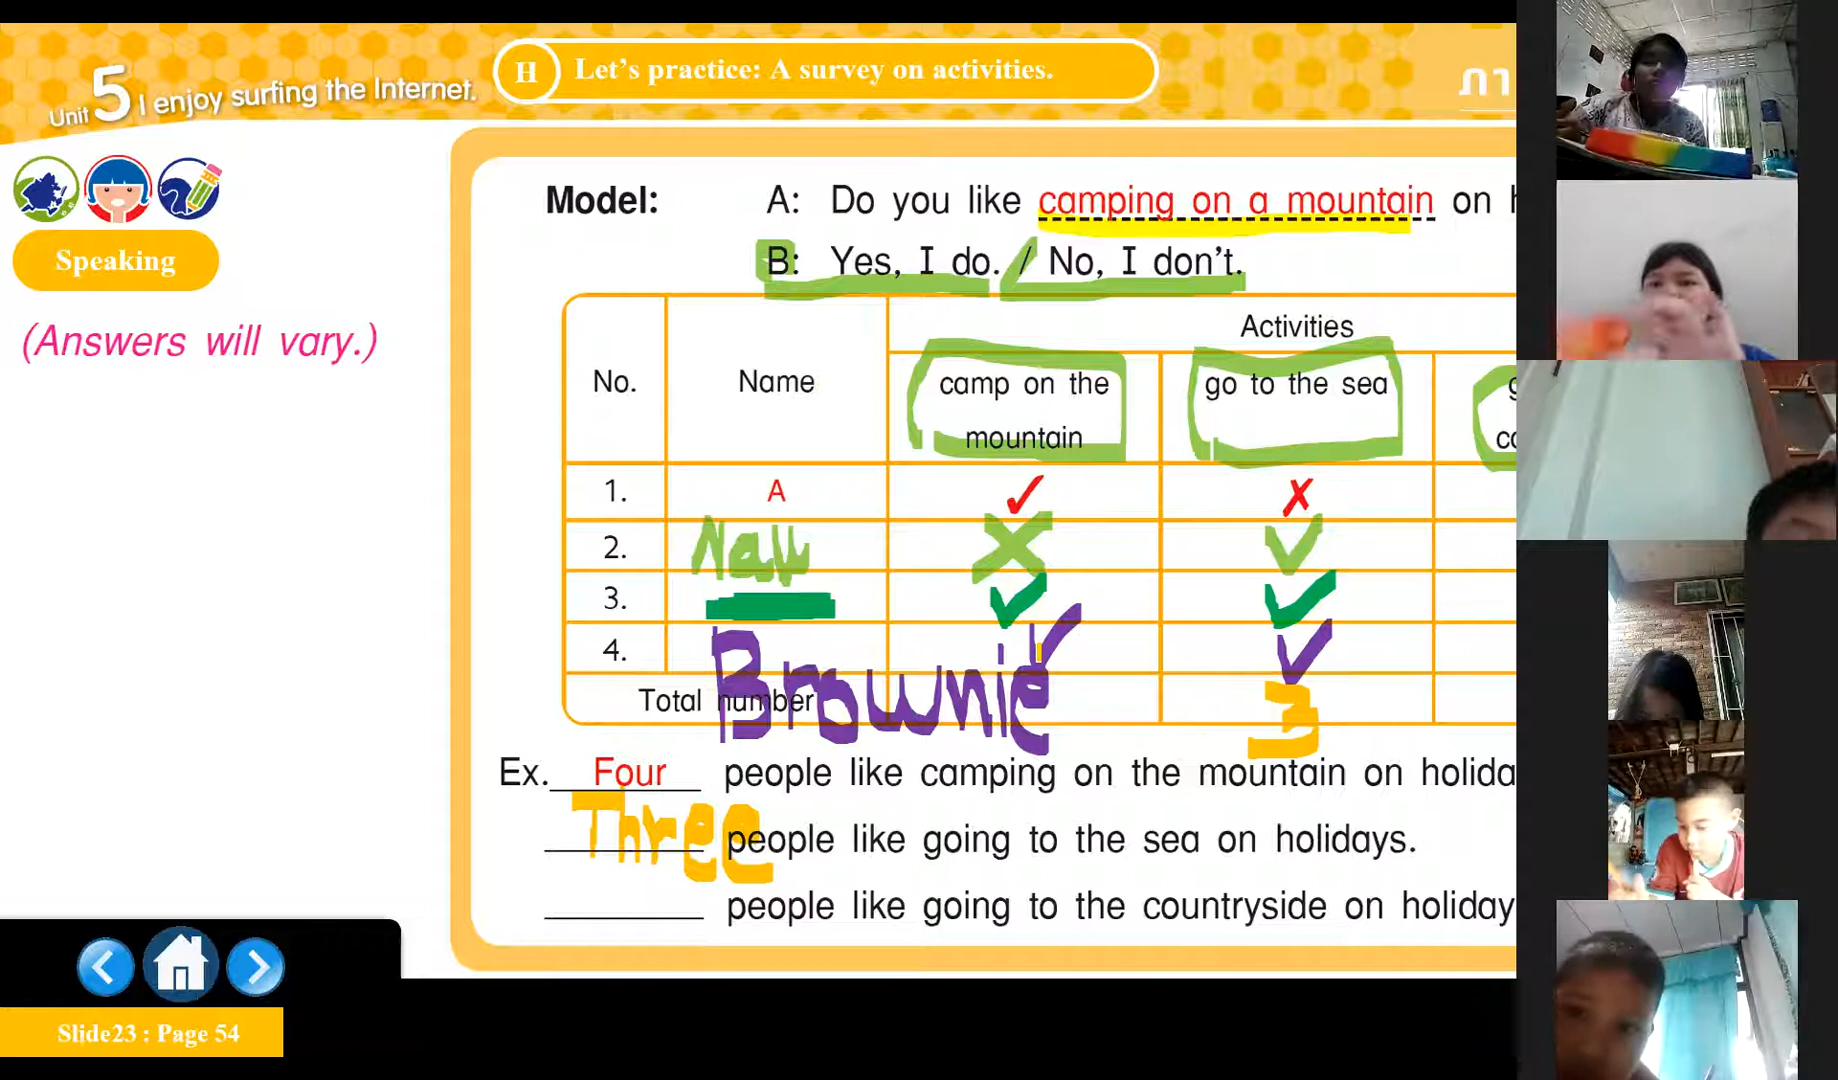 Unit 5 I enjoy surfing the Internet.
H Let's practice: A survey on activities.
ภา
Speaking
(Answers will vary.)
Model: A: Do you like camping on a mountain on
B: Yes, I do. / No, I don't.
No. Name Activities
camp on the mountain
go to the sea
1. A ✓ ✗
2. ✗ ✓
3. ✓ ✓
4. Brownie ✓ ✓
Total number 3
Ex. Four people like camping on the mountain on holida
Three people like going to the sea on holidays.
people like going to the countryside on holiday
Slide23 : Page 54